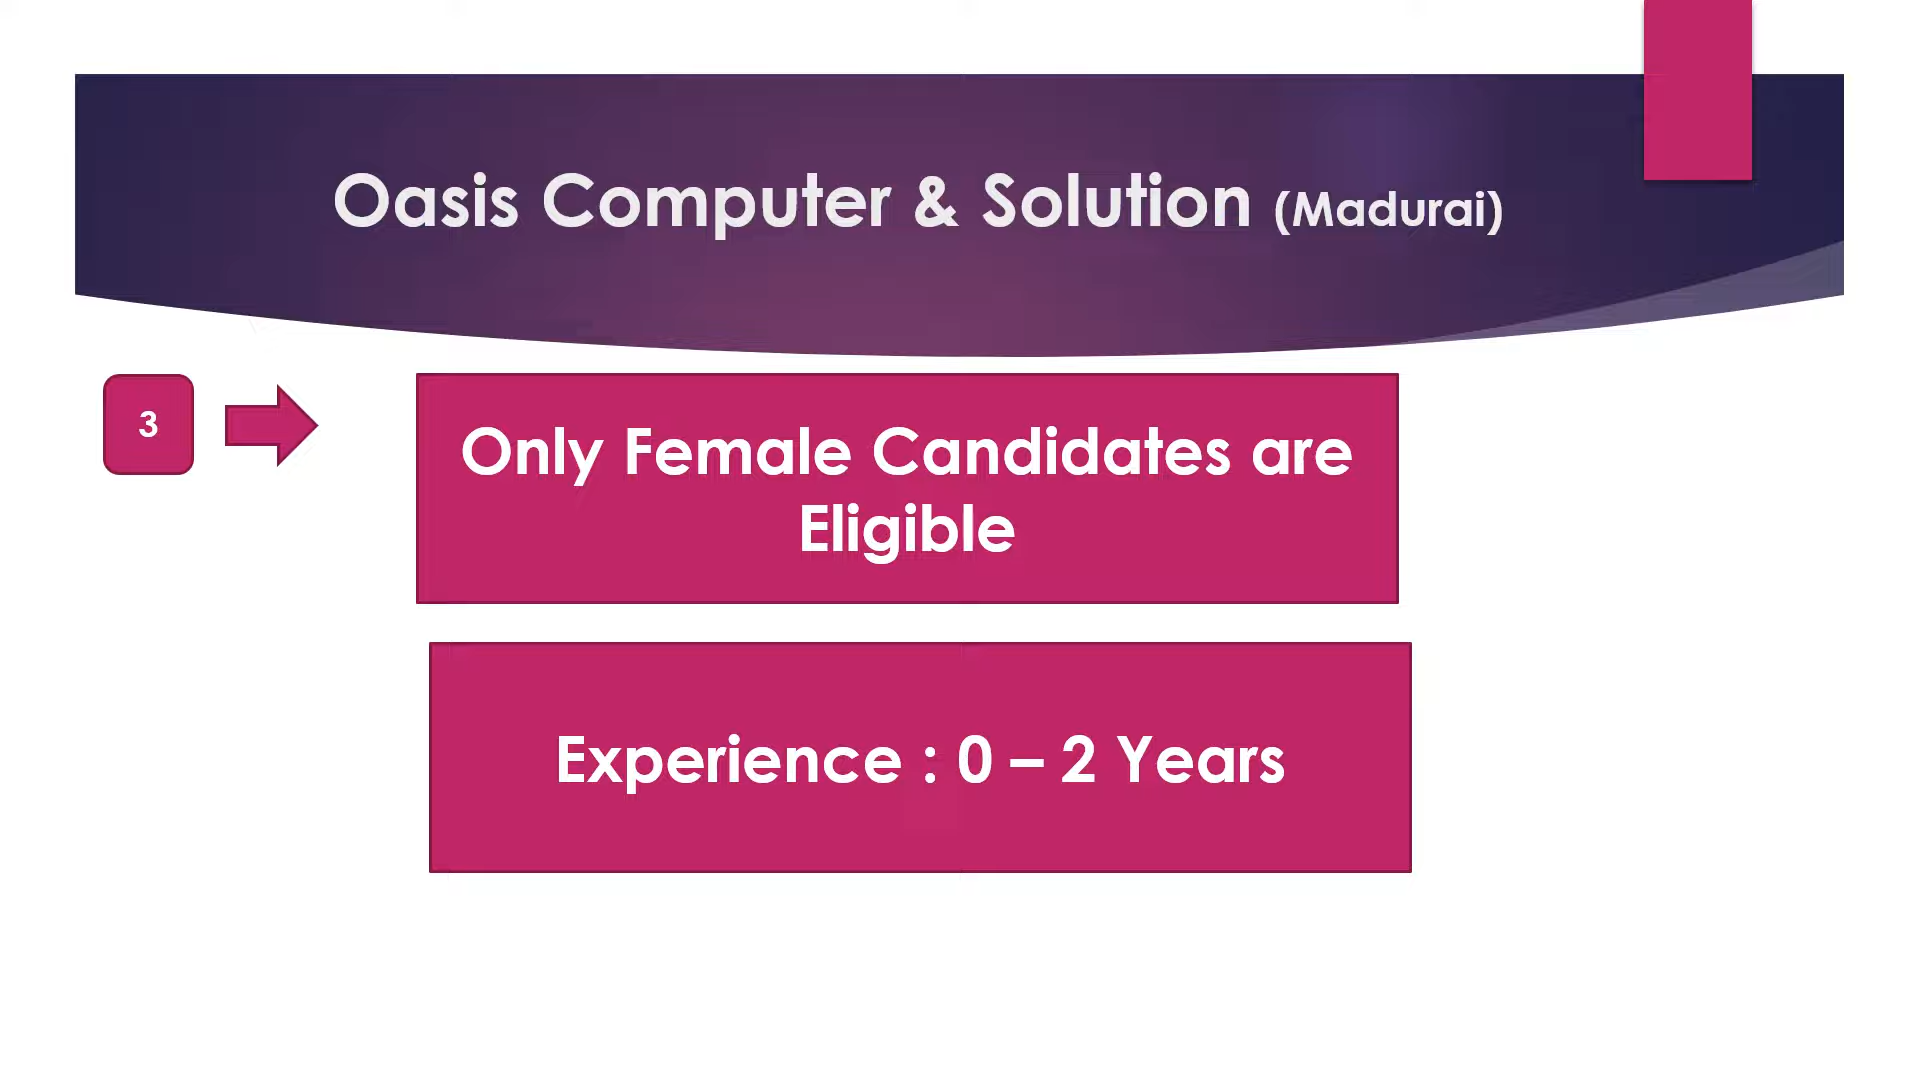 Oasis Computer & Solution (Madurai)
3
Only Female Candidates are
Eligible
Experience : 0 – 2 Years